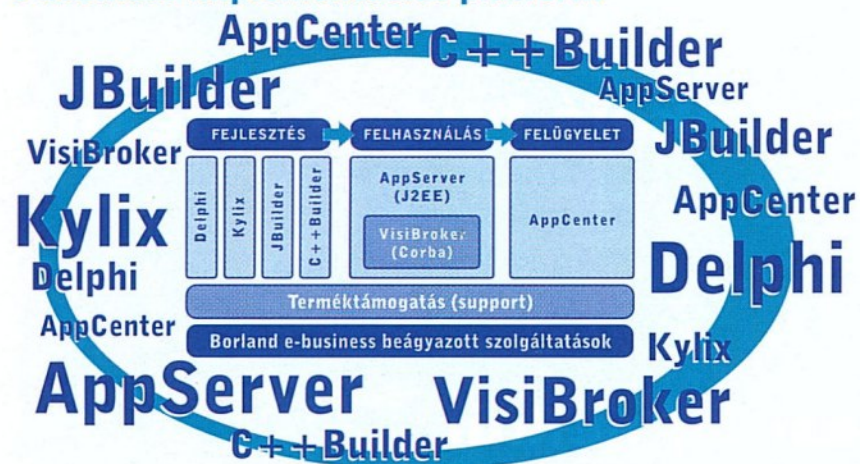 AppCenter
C++Builder
JBuilder
AppServer
FEJLESZTÉS
FELHASZNÁLÁS
FELÜGYELET
JBuilder
VisiBroker
Delphi
Kylix
JBuilder
C++Builder
AppServer
(J2EE)
VisiBroker
(Corba)
AppCenter
AppCenter
Kylix
Delphi
Delphi
Terméktámogatás (support)
AppCenter
Borland e-business beágyazott szolgáltatások
Kylix
AppServer
VisiBroker
C++Builder